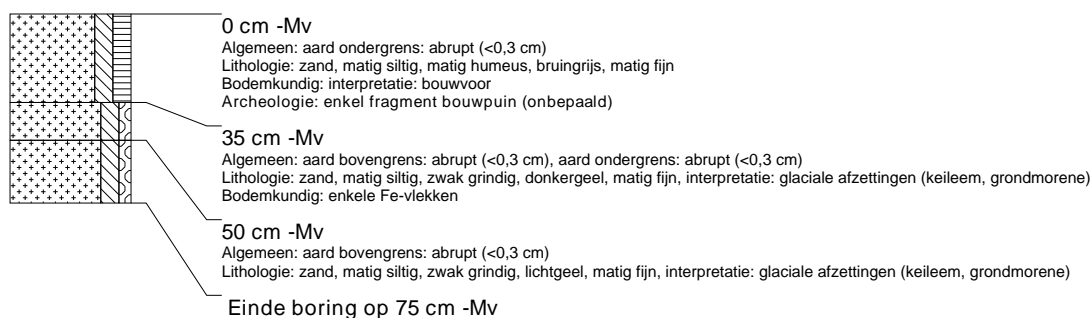 0 cm -Mv
Algemeen: aard ondergrens: abrupt (<0,3 cm)
Lithologie: zand, matig siltig, matig humeus, bruingrijs, matig fijn
Bodemkundig: interpretatie: bouwvoor
Archeologie: enkel fragment bouwpuin (onbepaald)
35 cm -Mv
Algemeen: aard bovengrens: abrupt (<0,3 cm), aard ondergrens: abrupt (<0,3 cm)
Lithologie: zand, matig siltig, zwak grindig, donkergeel, matig fijn, interpretatie: glaciale afzettingen (keileem, grondmorene)
Bodemkundig: enkele Fe-vlekken
50 cm -Mv
Algemeen: aard bovengrens: abrupt (<0,3 cm)
Lithologie: zand, matig siltig, zwak grindig, lichtgeel, matig fijn, interpretatie: glaciale afzettingen (keileem, grondmorene)
Einde boring op 75 cm -Mv